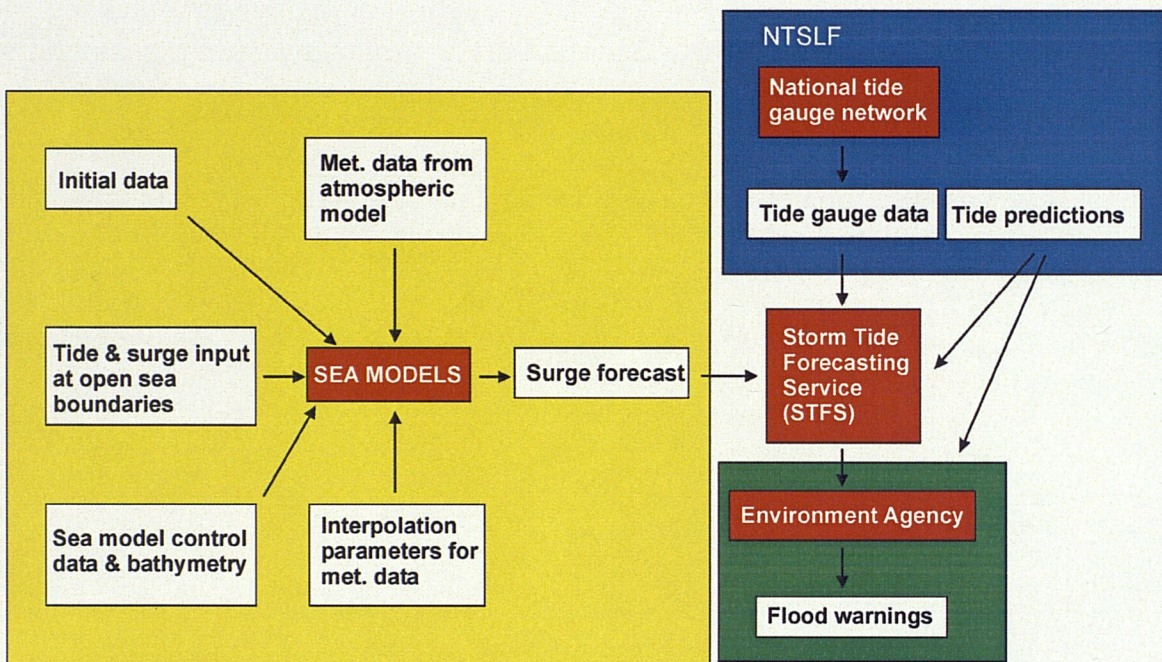 NTSLF
National tide
gauge network
Tide gauge data
Tide predictions
Initial data
Met. data from
atmospheric
model
Tide & surge input
at open sea
boundaries
SEA MODELS
Surge forecast
Storm Tide
Forecasting
Service
(STFS)
Sea model control
data & bathymetry
Interpolation
parameters for
met. data
Environment Agency
Flood warnings